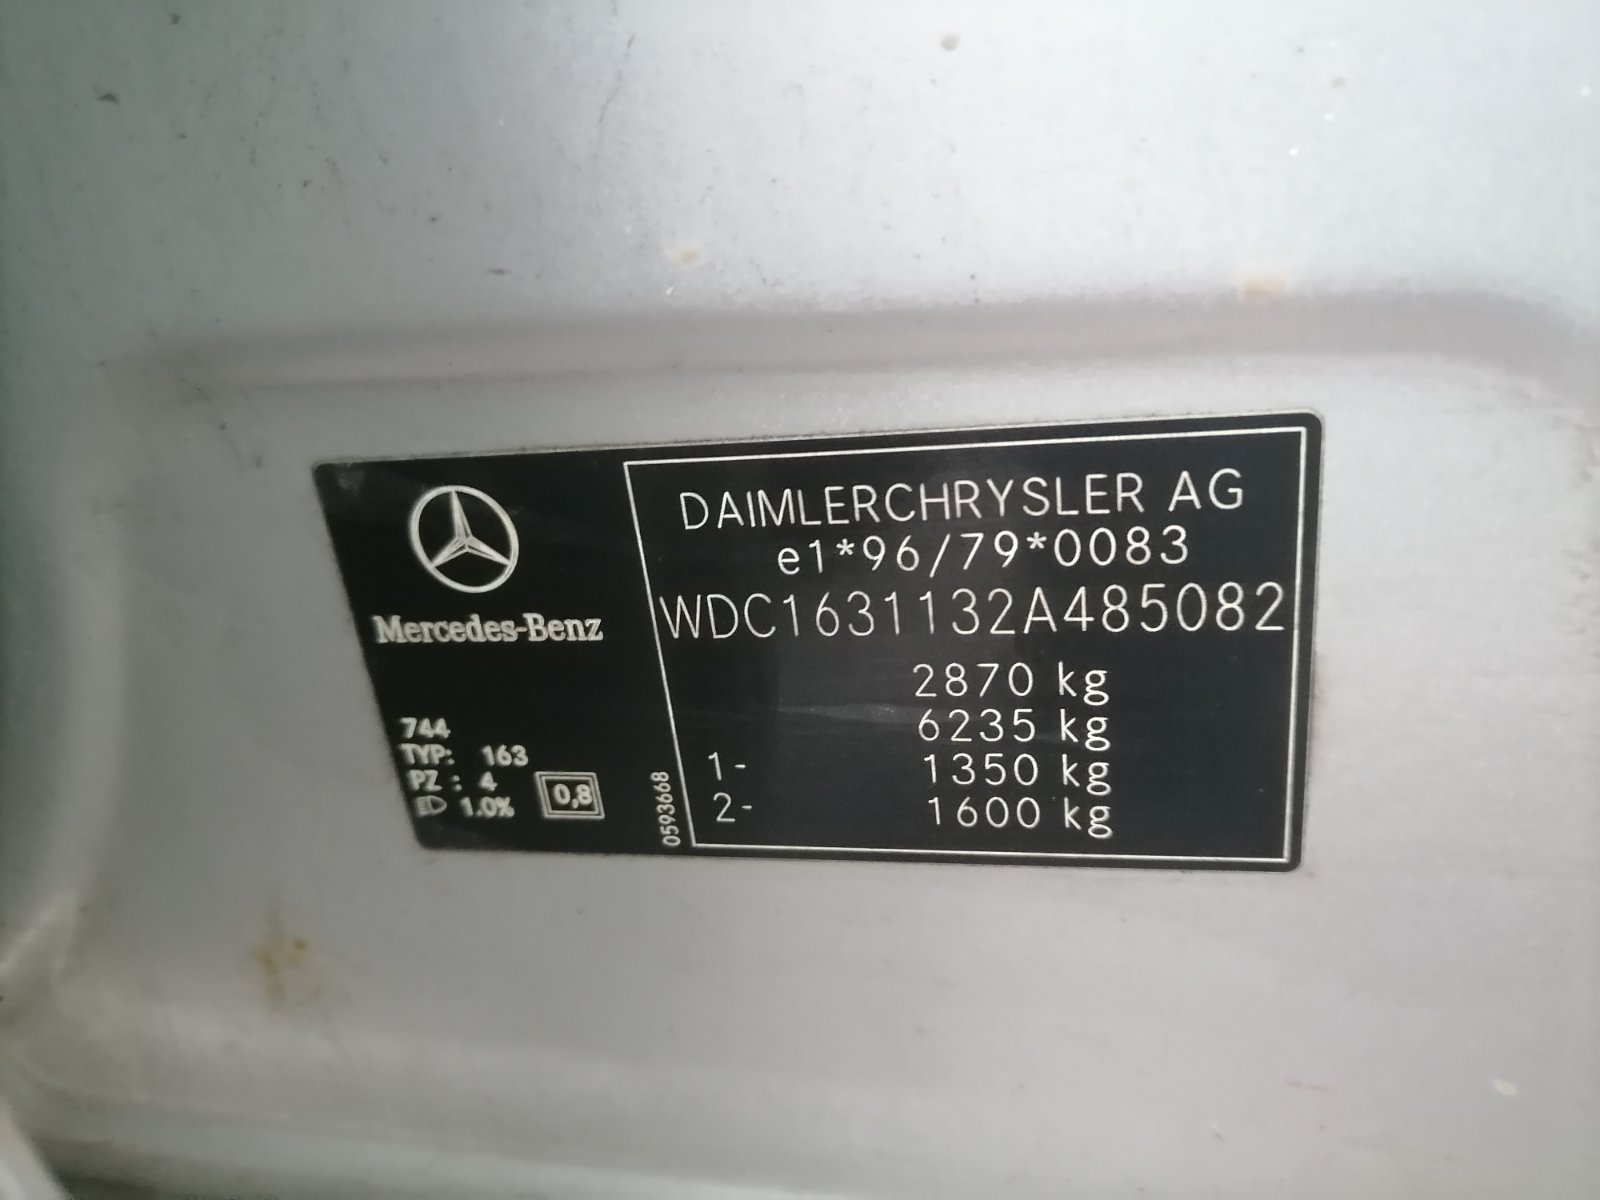 Mercedes-Benz
744
TYP: 163
PZ : 4
1.0%
0,8
0593668
DAIMLERCHRYSLER AG
e1*96/79*0083
WDC1631132A485082
2870 kg
6235 kg
1- 1350 kg
2- 1600 kg